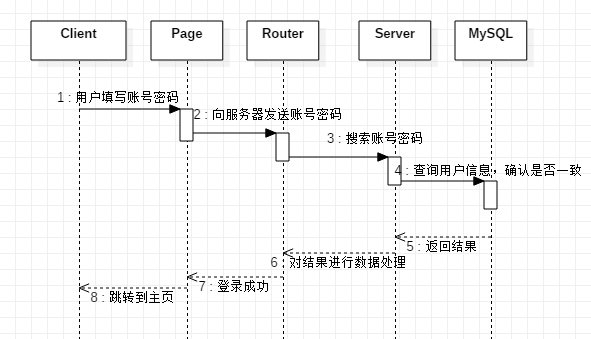 Client
Page
Router
Server
MySQL
1 : 用户填写账号密码
2 : 向服务器发送账号密码
3 : 搜索账号密码
4 : 查询用户信息，确认是否一致
5 : 返回结果
6 : 对结果进行数据处理
7 : 登录成功
8 : 跳转到主页